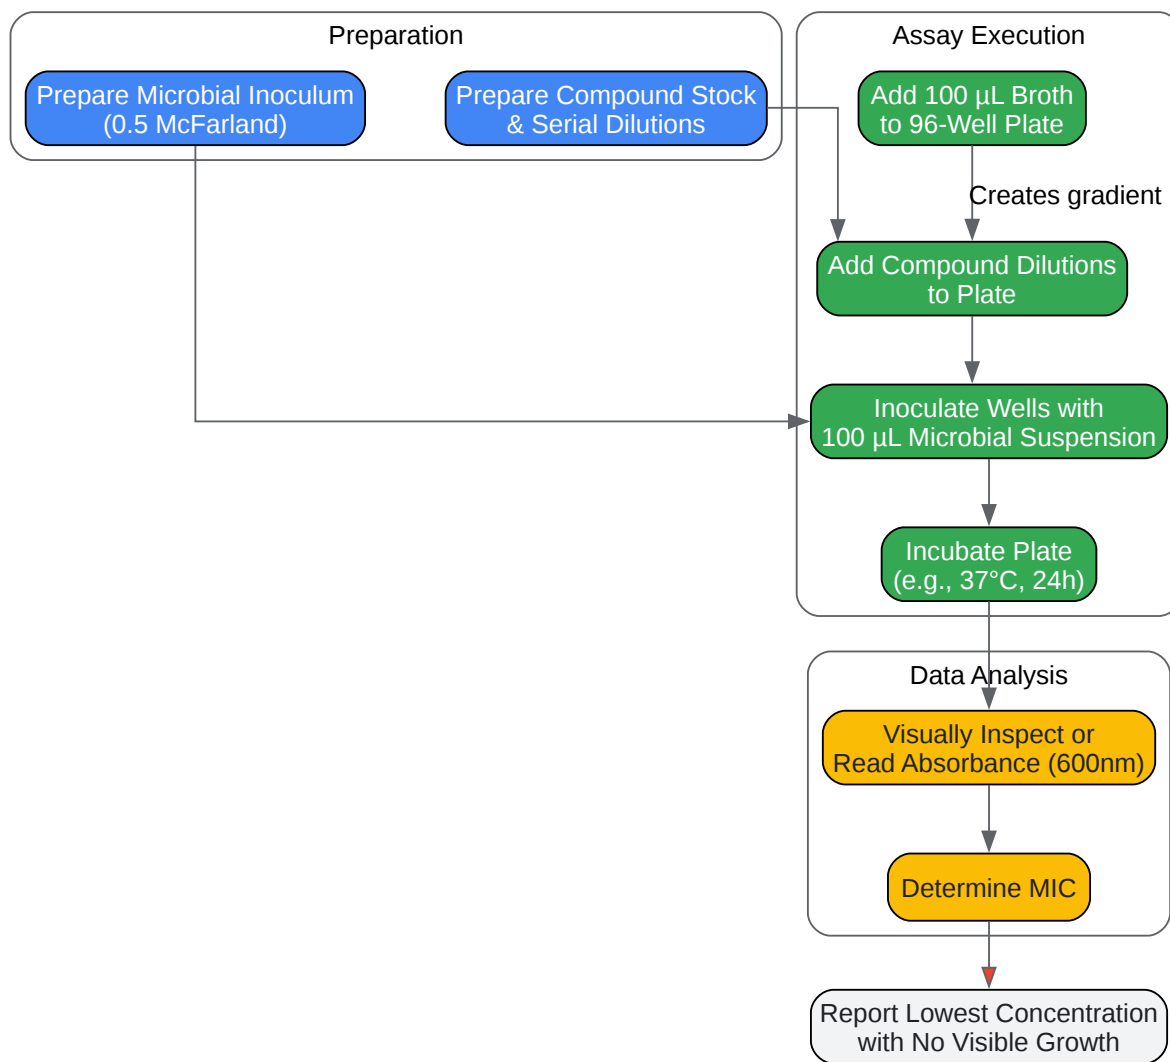 Preparation
Prepare Microbial Inoculum
(0.5 McFarland)
Prepare Compound Stock
& Serial Dilutions
Assay Execution
Add 100 µL Broth
to 96-Well Plate
Creates gradient
Add Compound Dilutions
to Plate
Inoculate Wells with
100 µL Microbial Suspension
Incubate Plate
(e.g., 37°C, 24h)
Data Analysis
Visually Inspect or
Read Absorbance (600nm)
Determine MIC
Report Lowest Concentration
with No Visible Growth